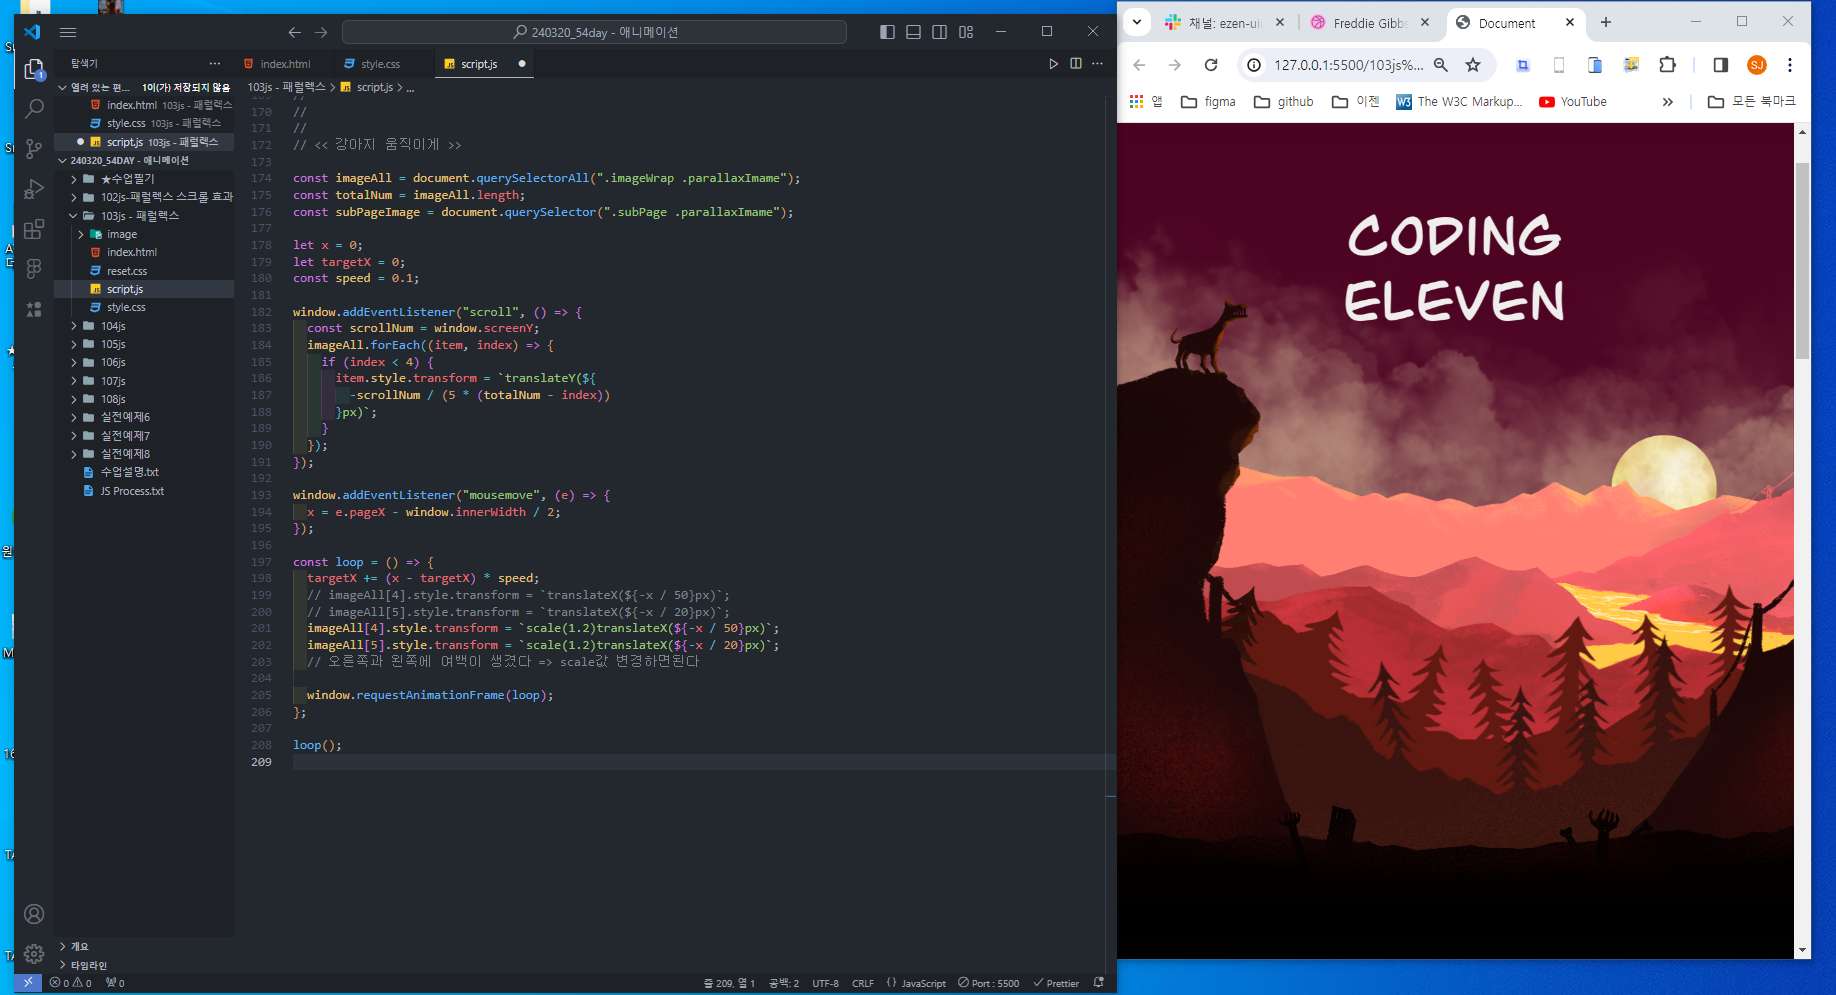 240320_54day - 애니메이션
탐색기
index.html
style.css
script.js
열려 있는 편... 1이(가) 저장되지 않음
index.html 103js - 패럴렉스
style.css 103js - 패럴렉스
script.js 103js - 패럴렉스
240320_54DAY - 애니메이션
★수업필기
102js-패럴렉스 스크롤 효과
103js - 패럴렉스
image
index.html
reset.css
script.js
style.css
104js
105js
106js
107js
108js
실전예제6
실전예제7
실전예제8
수업설명.txt
JS Process.txt
개요
타임라인
103js - 패럴렉스 > script.js > ...
170 //
171 //
172 // << 강아지 움직이게 >>
173
174 const imageAll = document.querySelectorAll(".imageWrap .parallaxImame");
175 const totalNum = imageAll.length;
176 const subPageImage = document.querySelector(".subPage .parallaxImame");
177
178 let x = 0;
179 let targetX = 0;
180 const speed = 0.1;
181
182 window.addEventListener("scroll", () => {
183 const scrollNum = window.screenY;
184 imageAll.forEach((item, index) => {
185 if (index < 4) {
186 item.style.transform = `translateY(${
187 -scrollNum / (5 * (totalNum - index))
188 }px)`;
189 }
190 });
191 });
192
193 window.addEventListener("mousemove", (e) => {
194 x = e.pageX - window.innerWidth / 2;
195 });
196
197 const loop = () => {
198 targetX += (x - targetX) * speed;
199 // imageAll[4].style.transform = `translateX(${-x / 50}px)`;
200 // imageAll[5].style.transform = `translateX(${-x / 20}px)`;
201 imageAll[4].style.transform = `scale(1.2)translateX(${-x / 50}px)`;
202 imageAll[5].style.transform = `scale(1.2)translateX(${-x / 20}px)`;
203 // 오른쪽과 왼쪽에 여백이 생겼다 => scale값 변경하면된다
204
205 window.requestAnimationFrame(loop);
206 };
207
208 loop();
209
0 0 0
줄 209, 열 1 공백: 2 UTF-8 CRLF {} JavaScript Port : 5500 Prettier
채널: ezen-ui
Freddie Gibbs
Document
127.0.0.1:5500/103js%...
SJ
앱 figma github 이젠 The W3C Markup... YouTube » 모든 북마크
CODING
ELEVEN